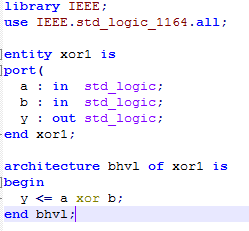 library IEEE;
use IEEE.std_logic_1164.all;
entity xor1 is
port(
a : in std_logic;
b : in std_logic;
y : out std_logic;
end xor1;
architecture bhvl of xor1 is
begin
y <= a xor b;
end bhvl;